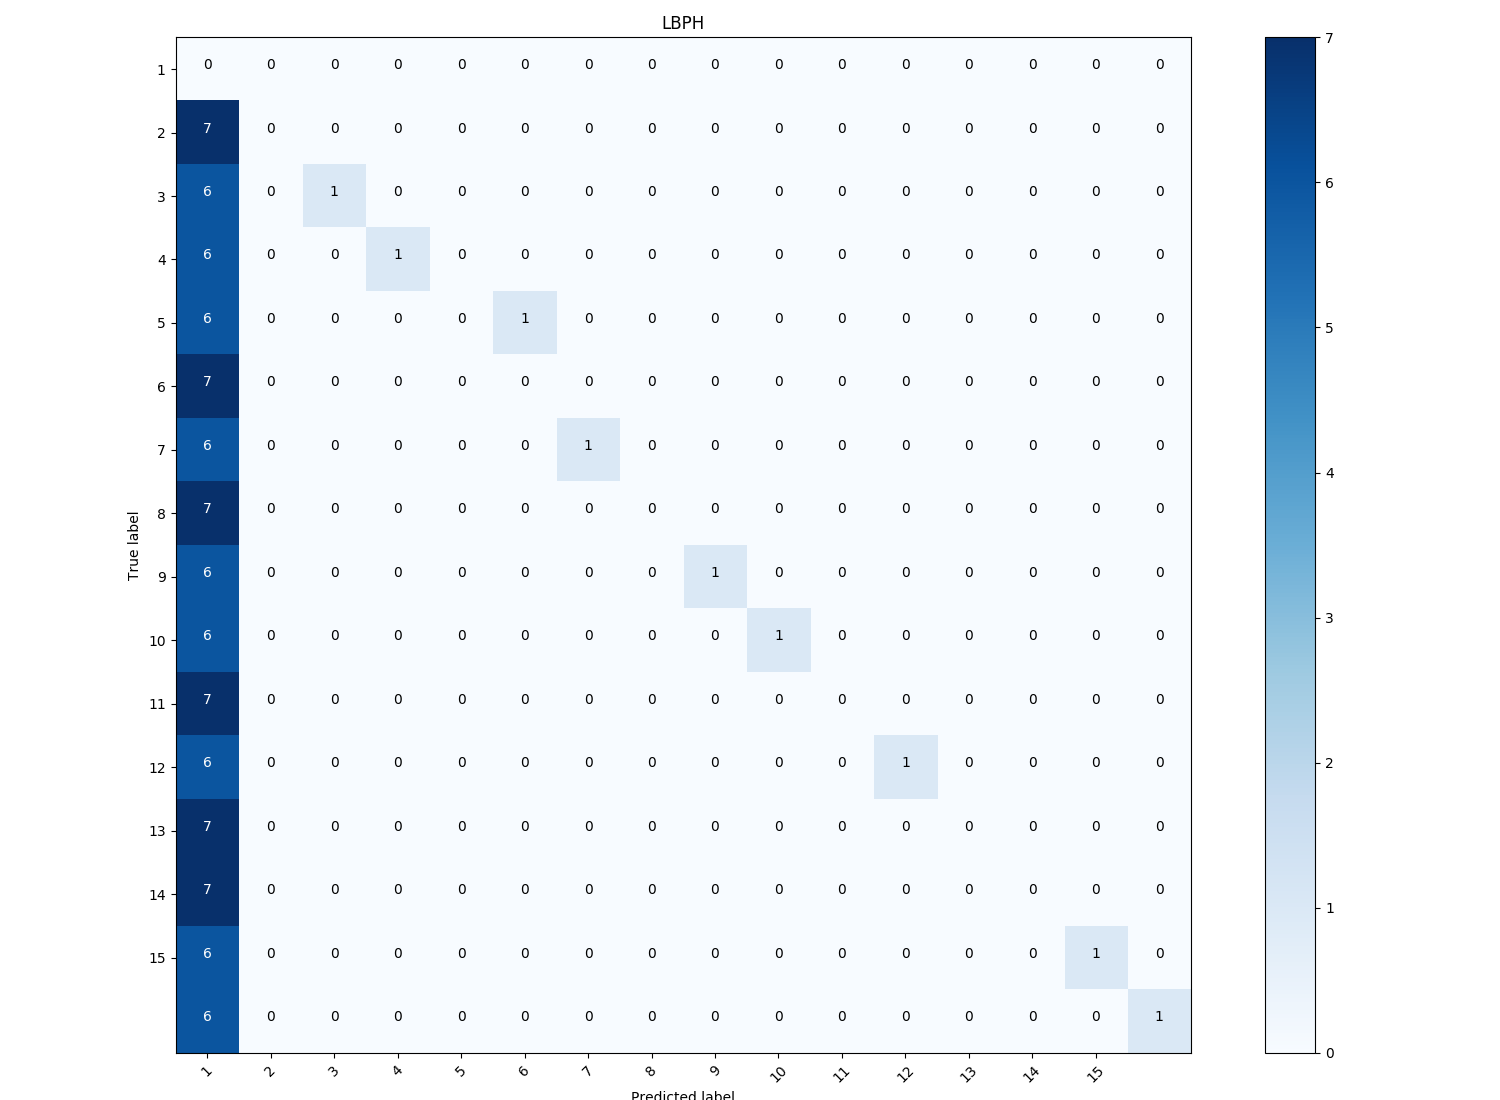 LBPH
1 0 0 0 0 0 0 0 0 0 0 0 0 0 0 0 0
2 7 0 0 0 0 0 0 0 0 0 0 0 0 0 0 0
3 6 0 1 0 0 0 0 0 0 0 0 0 0 0 0 0
4 6 0 0 1 0 0 0 0 0 0 0 0 0 0 0 0
5 6 0 0 0 0 1 0 0 0 0 0 0 0 0 0 0
6 7 0 0 0 0 0 0 0 0 0 0 0 0 0 0 0
7 6 0 0 0 0 0 1 0 0 0 0 0 0 0 0 0
8 7 0 0 0 0 0 0 0 0 0 0 0 0 0 0 0
9 6 0 0 0 0 0 0 0 1 0 0 0 0 0 0 0
10 6 0 0 0 0 0 0 0 0 1 0 0 0 0 0 0
11 7 0 0 0 0 0 0 0 0 0 0 0 0 0 0 0
12 6 0 0 0 0 0 0 0 0 0 0 1 0 0 0 0
13 7 0 0 0 0 0 0 0 0 0 0 0 0 0 0 0
14 7 0 0 0 0 0 0 0 0 0 0 0 0 0 0 0
15 6 0 0 0 0 0 0 0 0 0 0 0 0 0 1 0
6 0 0 0 0 0 0 0 0 0 0 0 0 0 0 1
1 2 3 4 5 6 7 8 9 10 11 12 13 14 15
True label
Predicted label
7
6
5
4
3
2
1
0